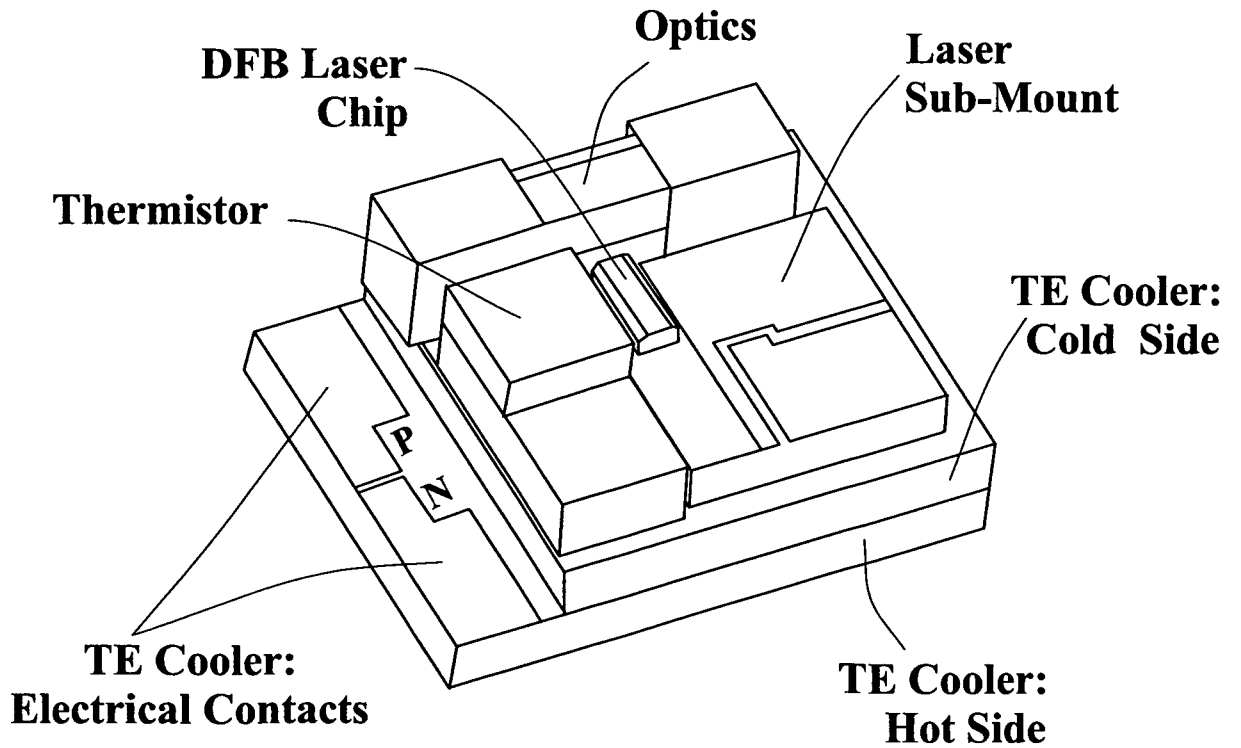 Optics
DFB Laser
Chip
Laser
Sub-Mount
Thermistor
TE Cooler:
Cold Side
P
N
TE Cooler:
Electrical Contacts
TE Cooler:
Hot Side